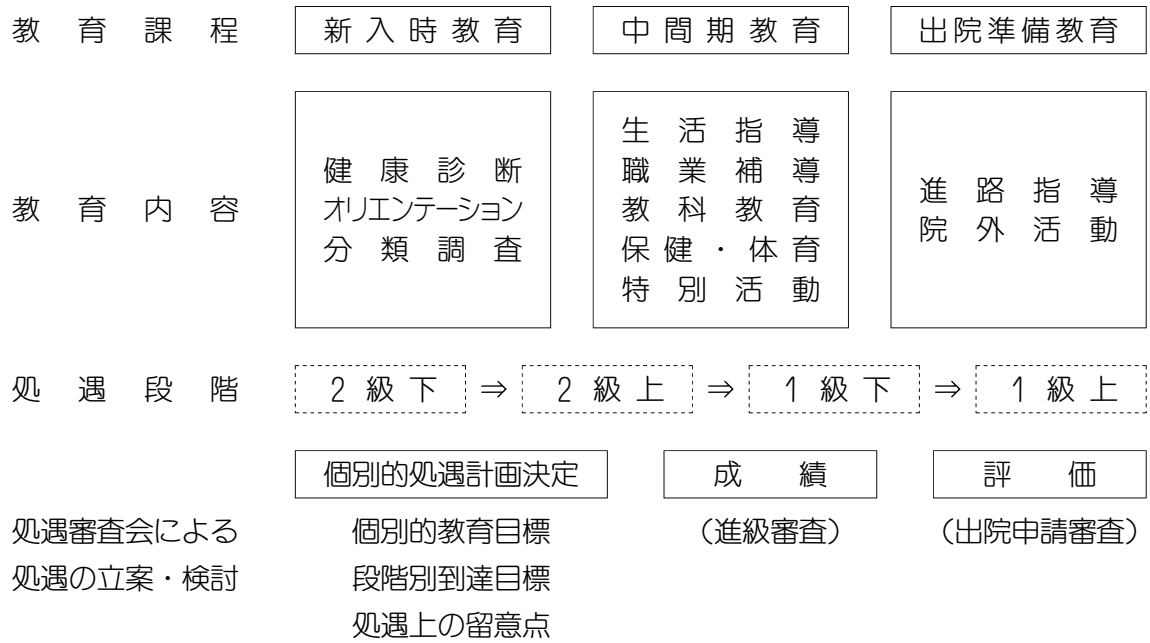 教育課程 新入時教育 中間期教育 出院準備教育
教育内容
健康診断
オリエンテーション
分類調査
生活指導
職業補導
教科教育
保健・体育
特別活動
進路指導
院外活動
処遇段階 2級下 ⇒ 2級上 ⇒ 1級下 ⇒ 1級上
個別的処遇計画決定 成績 評価
処遇審査会による 個別的教育目標 (進級審査) (出院申請審査)
処遇の立案・検討 段階別到達目標
処遇上の留意点